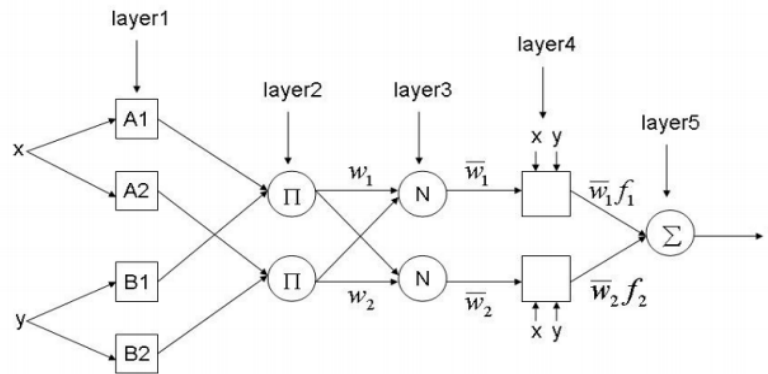 layer1
layer4
layer2
layer3
layer5
A1
x
x y
A2
Π
w₁
N
w̅₁
w̅₁f₁
Σ
B1
Π
w₂
N
w̅₂
w̅₂f₂
y
x y
B2